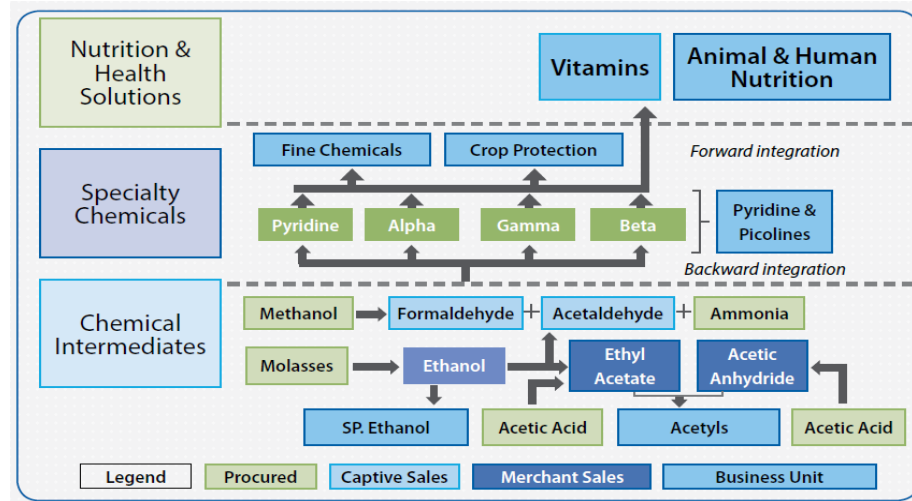 Nutrition &
Health
Solutions
Vitamins
Animal & Human
Nutrition
Fine Chemicals
Crop Protection
Forward integration
Specialty
Chemicals
Pyridine
Alpha
Gamma
Beta
Pyridine &
Picolines
Backward integration
Chemical
Intermediates
Methanol
Formaldehyde
+
Acetaldehyde
+
Ammonia
Molasses
Ethanol
Ethyl
Acetate
Acetic
Anhydride
SP. Ethanol
Acetic Acid
Acetyls
Acetic Acid
Legend
Procured
Captive Sales
Merchant Sales
Business Unit